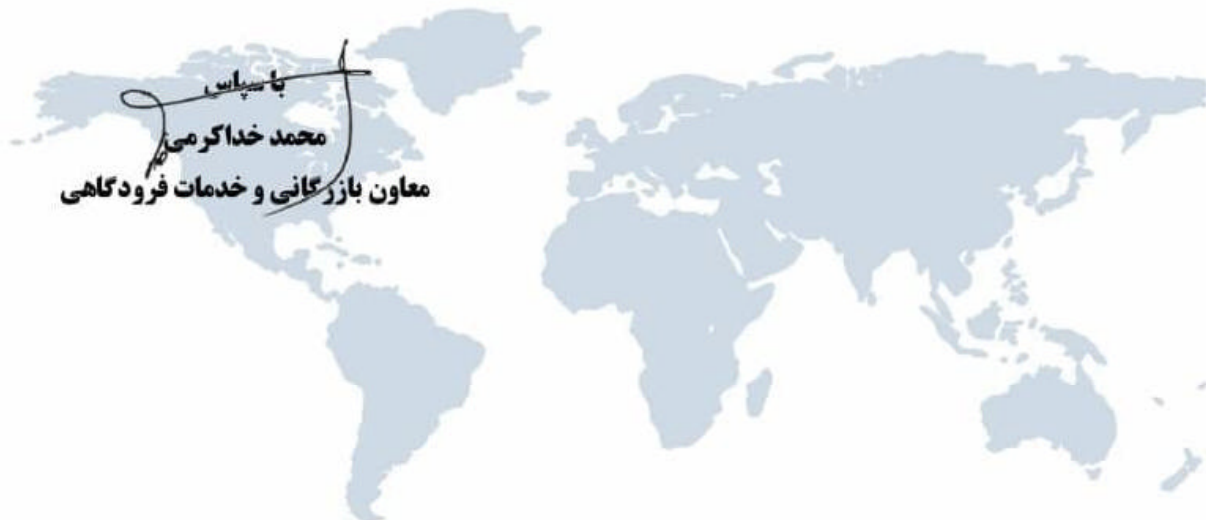 با سپاس
محمد خداکرمی
معاون بازرگانی و خدمات فرودگاهی